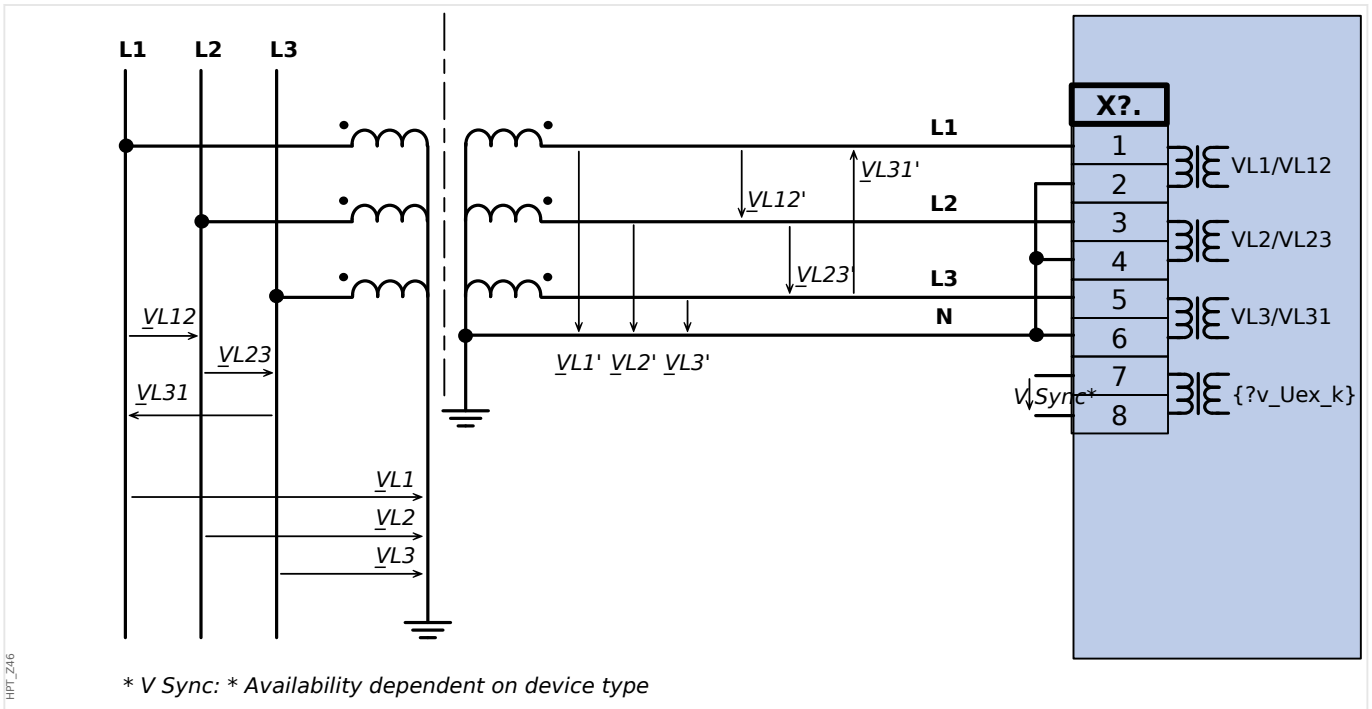 L1 L2 L3
X?.
L1
1
VL31'
VL1/VL12
2
VL12'
L2
3
VL2/VL23
4
VL23'
L3
5
VL12
N
VL3/VL31
6
VL23
VL1' VL2' VL3'
7
VL31
V Sync*
{?v_Uex_k}
8
VL1
VL2
VL3
HPT_Z46
* V Sync: * Availability dependent on device type